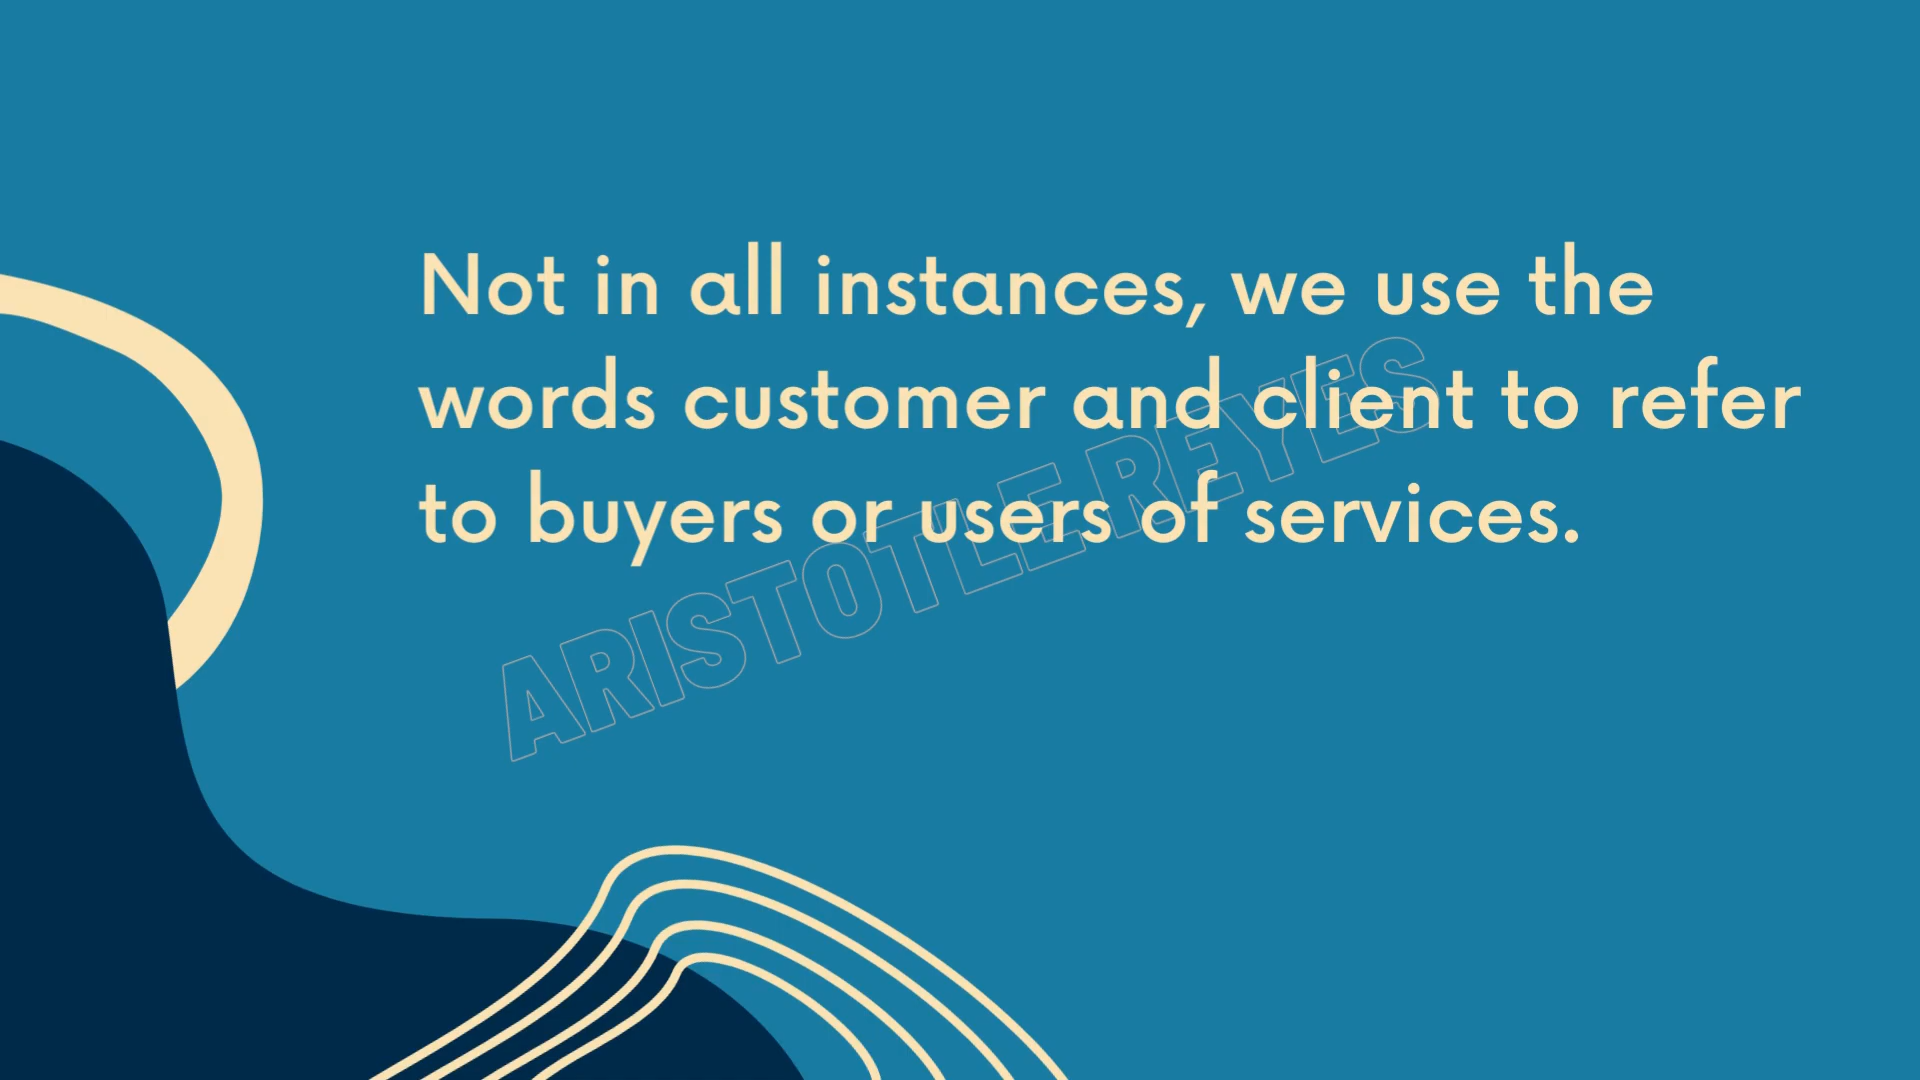 Not in all instances, we use the
words customer and client to refer
to buyers or users of services.
ARISTOTLE REYES